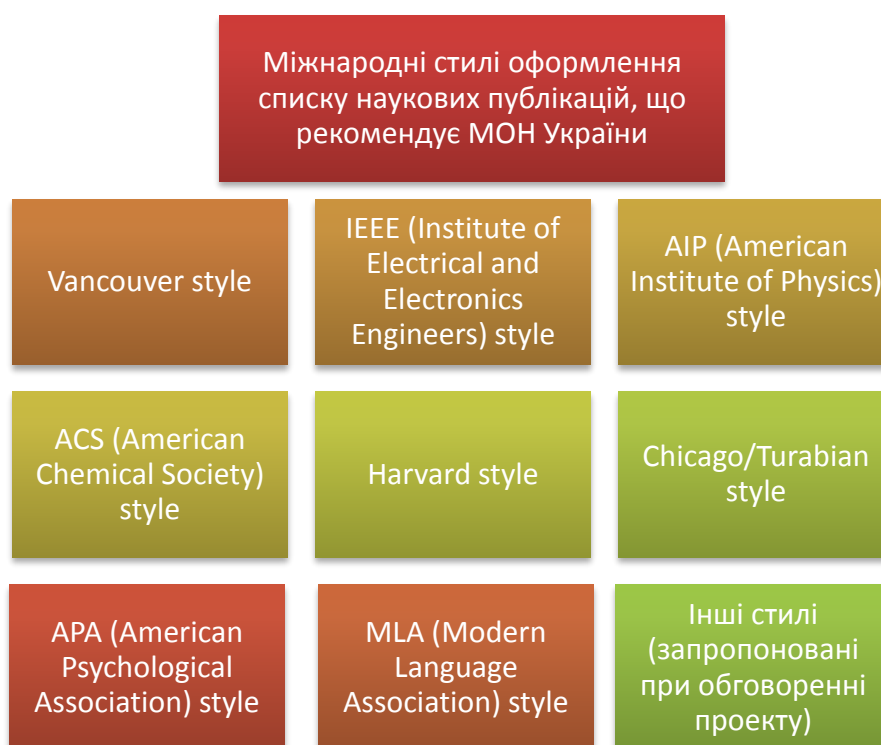 Міжнародні стилі оформлення
списку наукових публікацій, що
рекомендує МОН України
Vancouver style
IEEE (Institute of
Electrical and
Electronics
Engineers) style
AIP (American
Institute of Physics)
style
ACS (American
Chemical Society)
style
Harvard style
Chicago/Turabian
style
APA (American
Psychological
Association) style
MLA (Modern
Language
Association) style
Інші стилі
(запропоновані
при обговоренні
проекту)